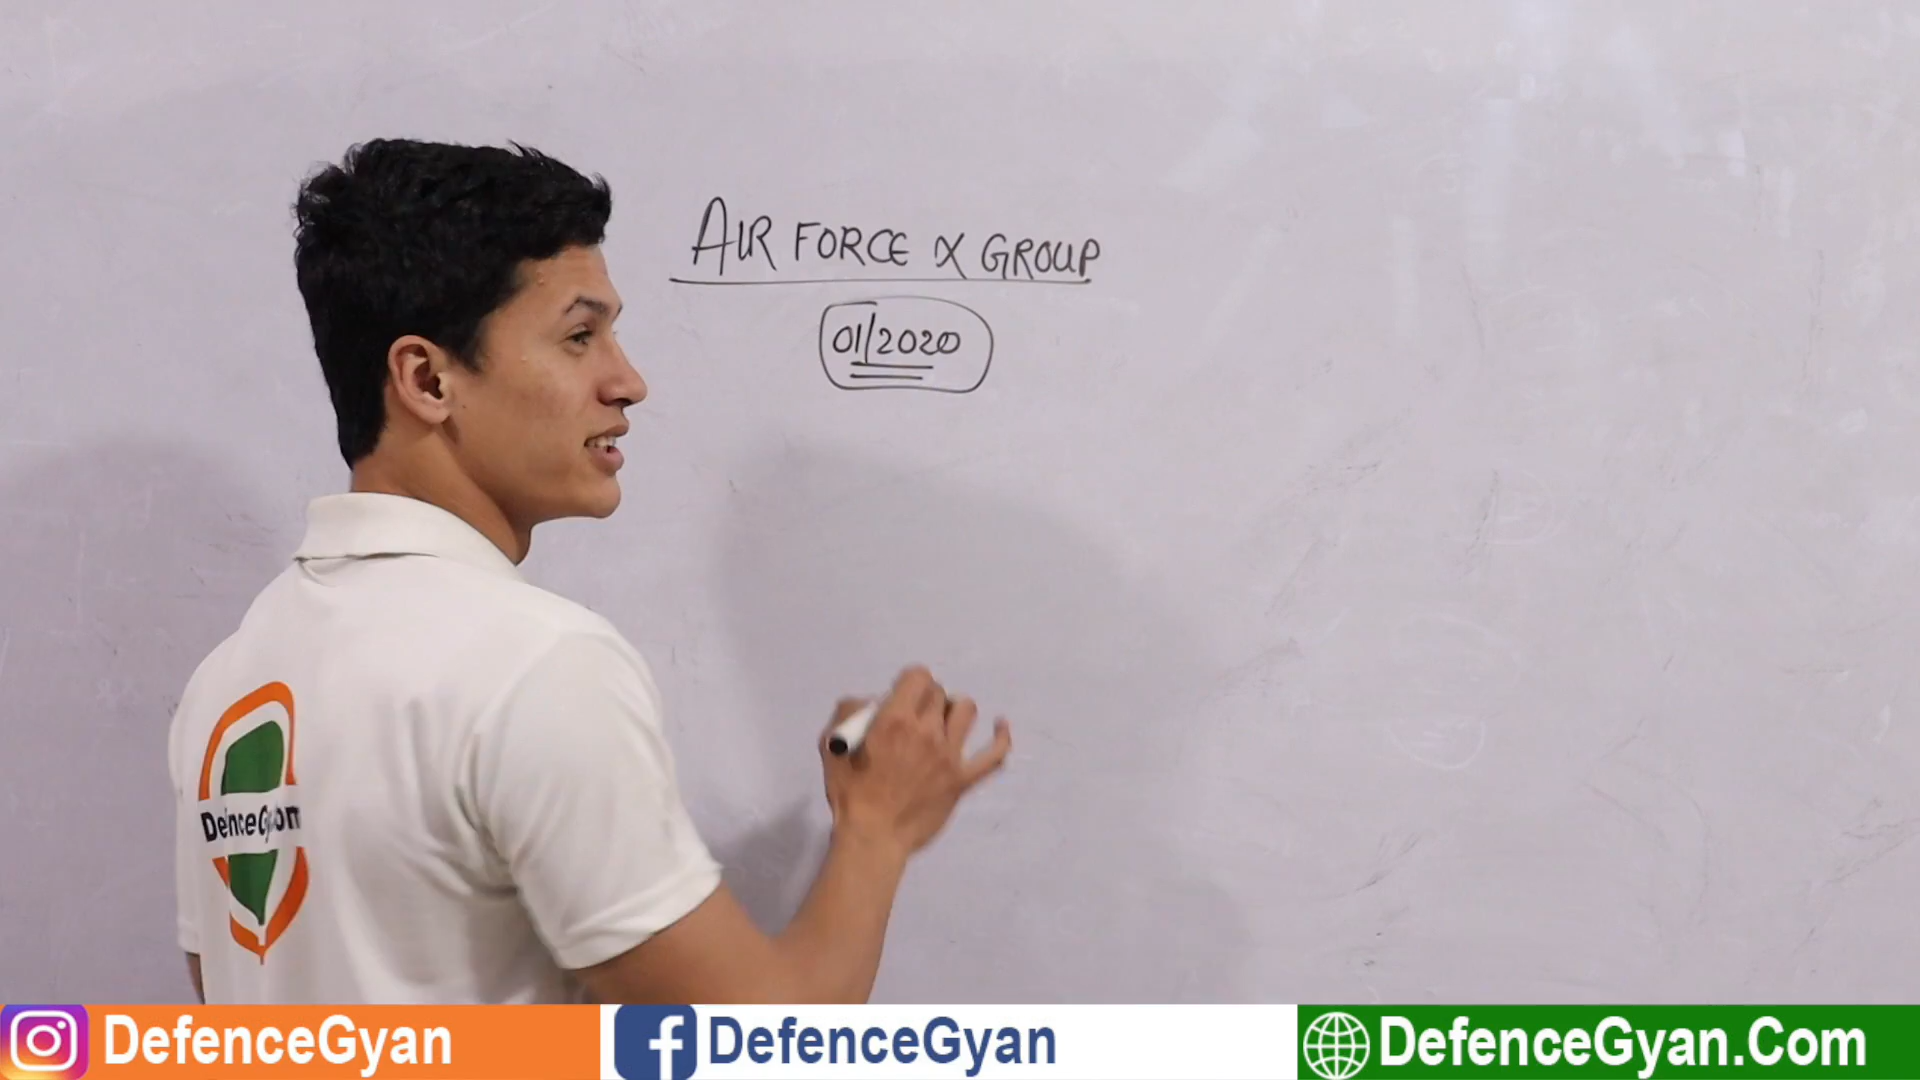 AIR FORCE X GROUP
01/2020
DefenceGyan
DefenceGyan
DefenceGyan.Com